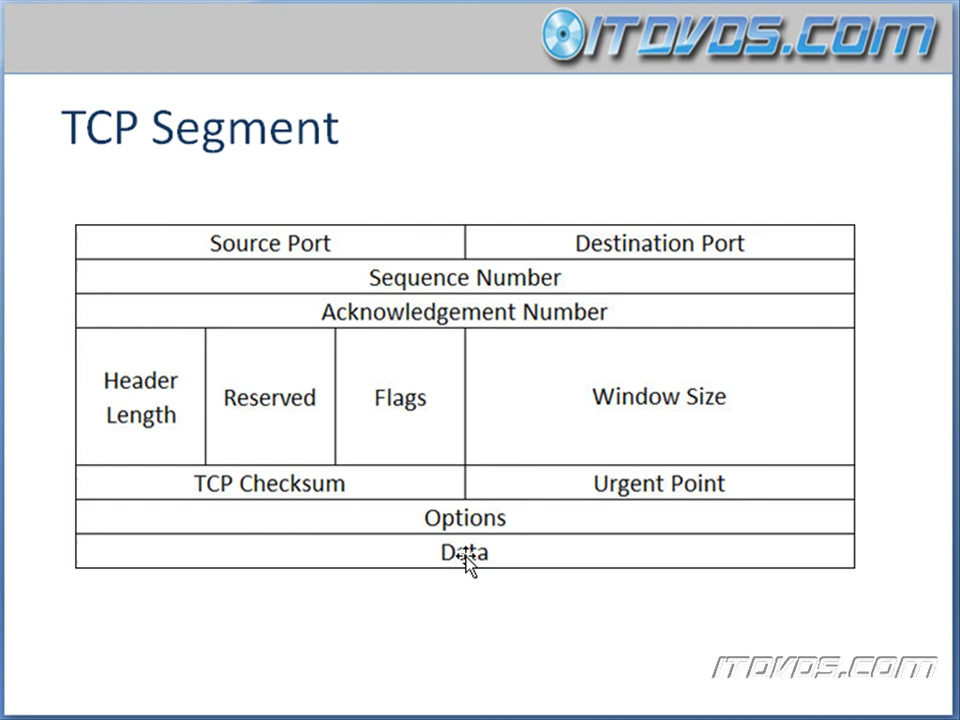 ITDVDS.COM
TCP Segment
Source Port Destination Port
Sequence Number
Acknowledgement Number
Header
Length
Reserved Flags Window Size
TCP Checksum Urgent Point
Options
Data
ITDVDS.COM